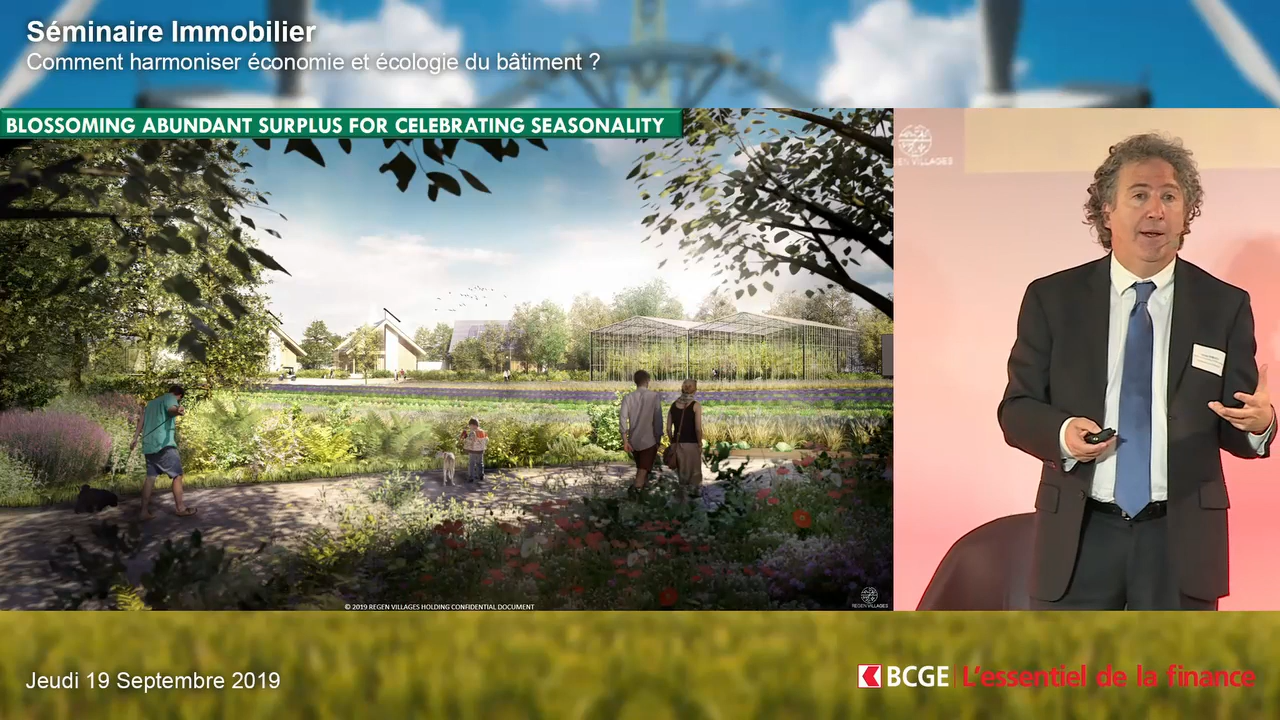 Séminaire Immobilier
Comment harmoniser économie et écologie du bâtiment ?
BLOSSOMING ABUNDANT SURPLUS FOR CELEBRATING SEASONALITY
VILLAGES
© 2019 REGEN VILLAGES HOLDING CONFIDENTIAL DOCUMENT
REGEN VILLAGES
Jeudi 19 Septembre 2019
BCGE L'essentiel de la finance